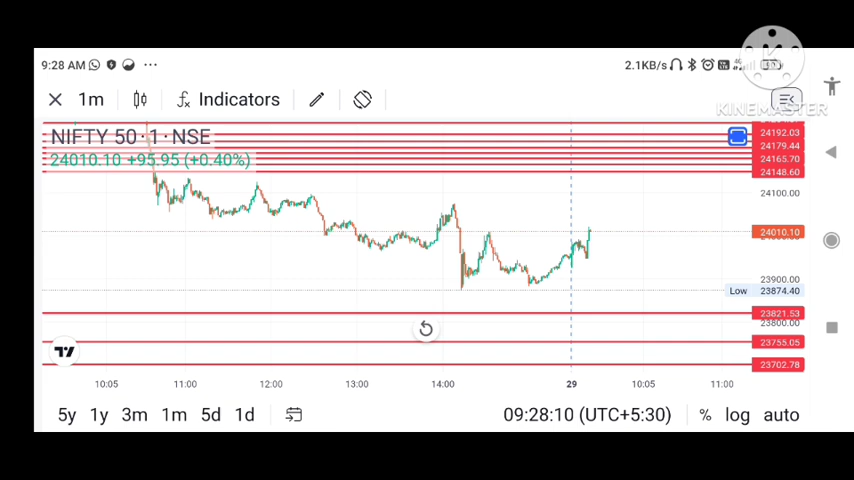 9:28 AM ... 2.1KB/s
KINEMASTER
1m Indicators
NIFTY 50 · 1 · NSE
24010.10 +95.95 (+0.40%)
24192.03
24179.44
24165.70
24148.60
24100.00
24010.10
23900.00
Low 23874.40
23821.53
23800.00
23755.05
23702.78
10:05 11:00 12:00 13:00 14:00 29 10:05 11:00
5y 1y 3m 1m 5d 1d 09:28:10 (UTC+5:30) % log auto